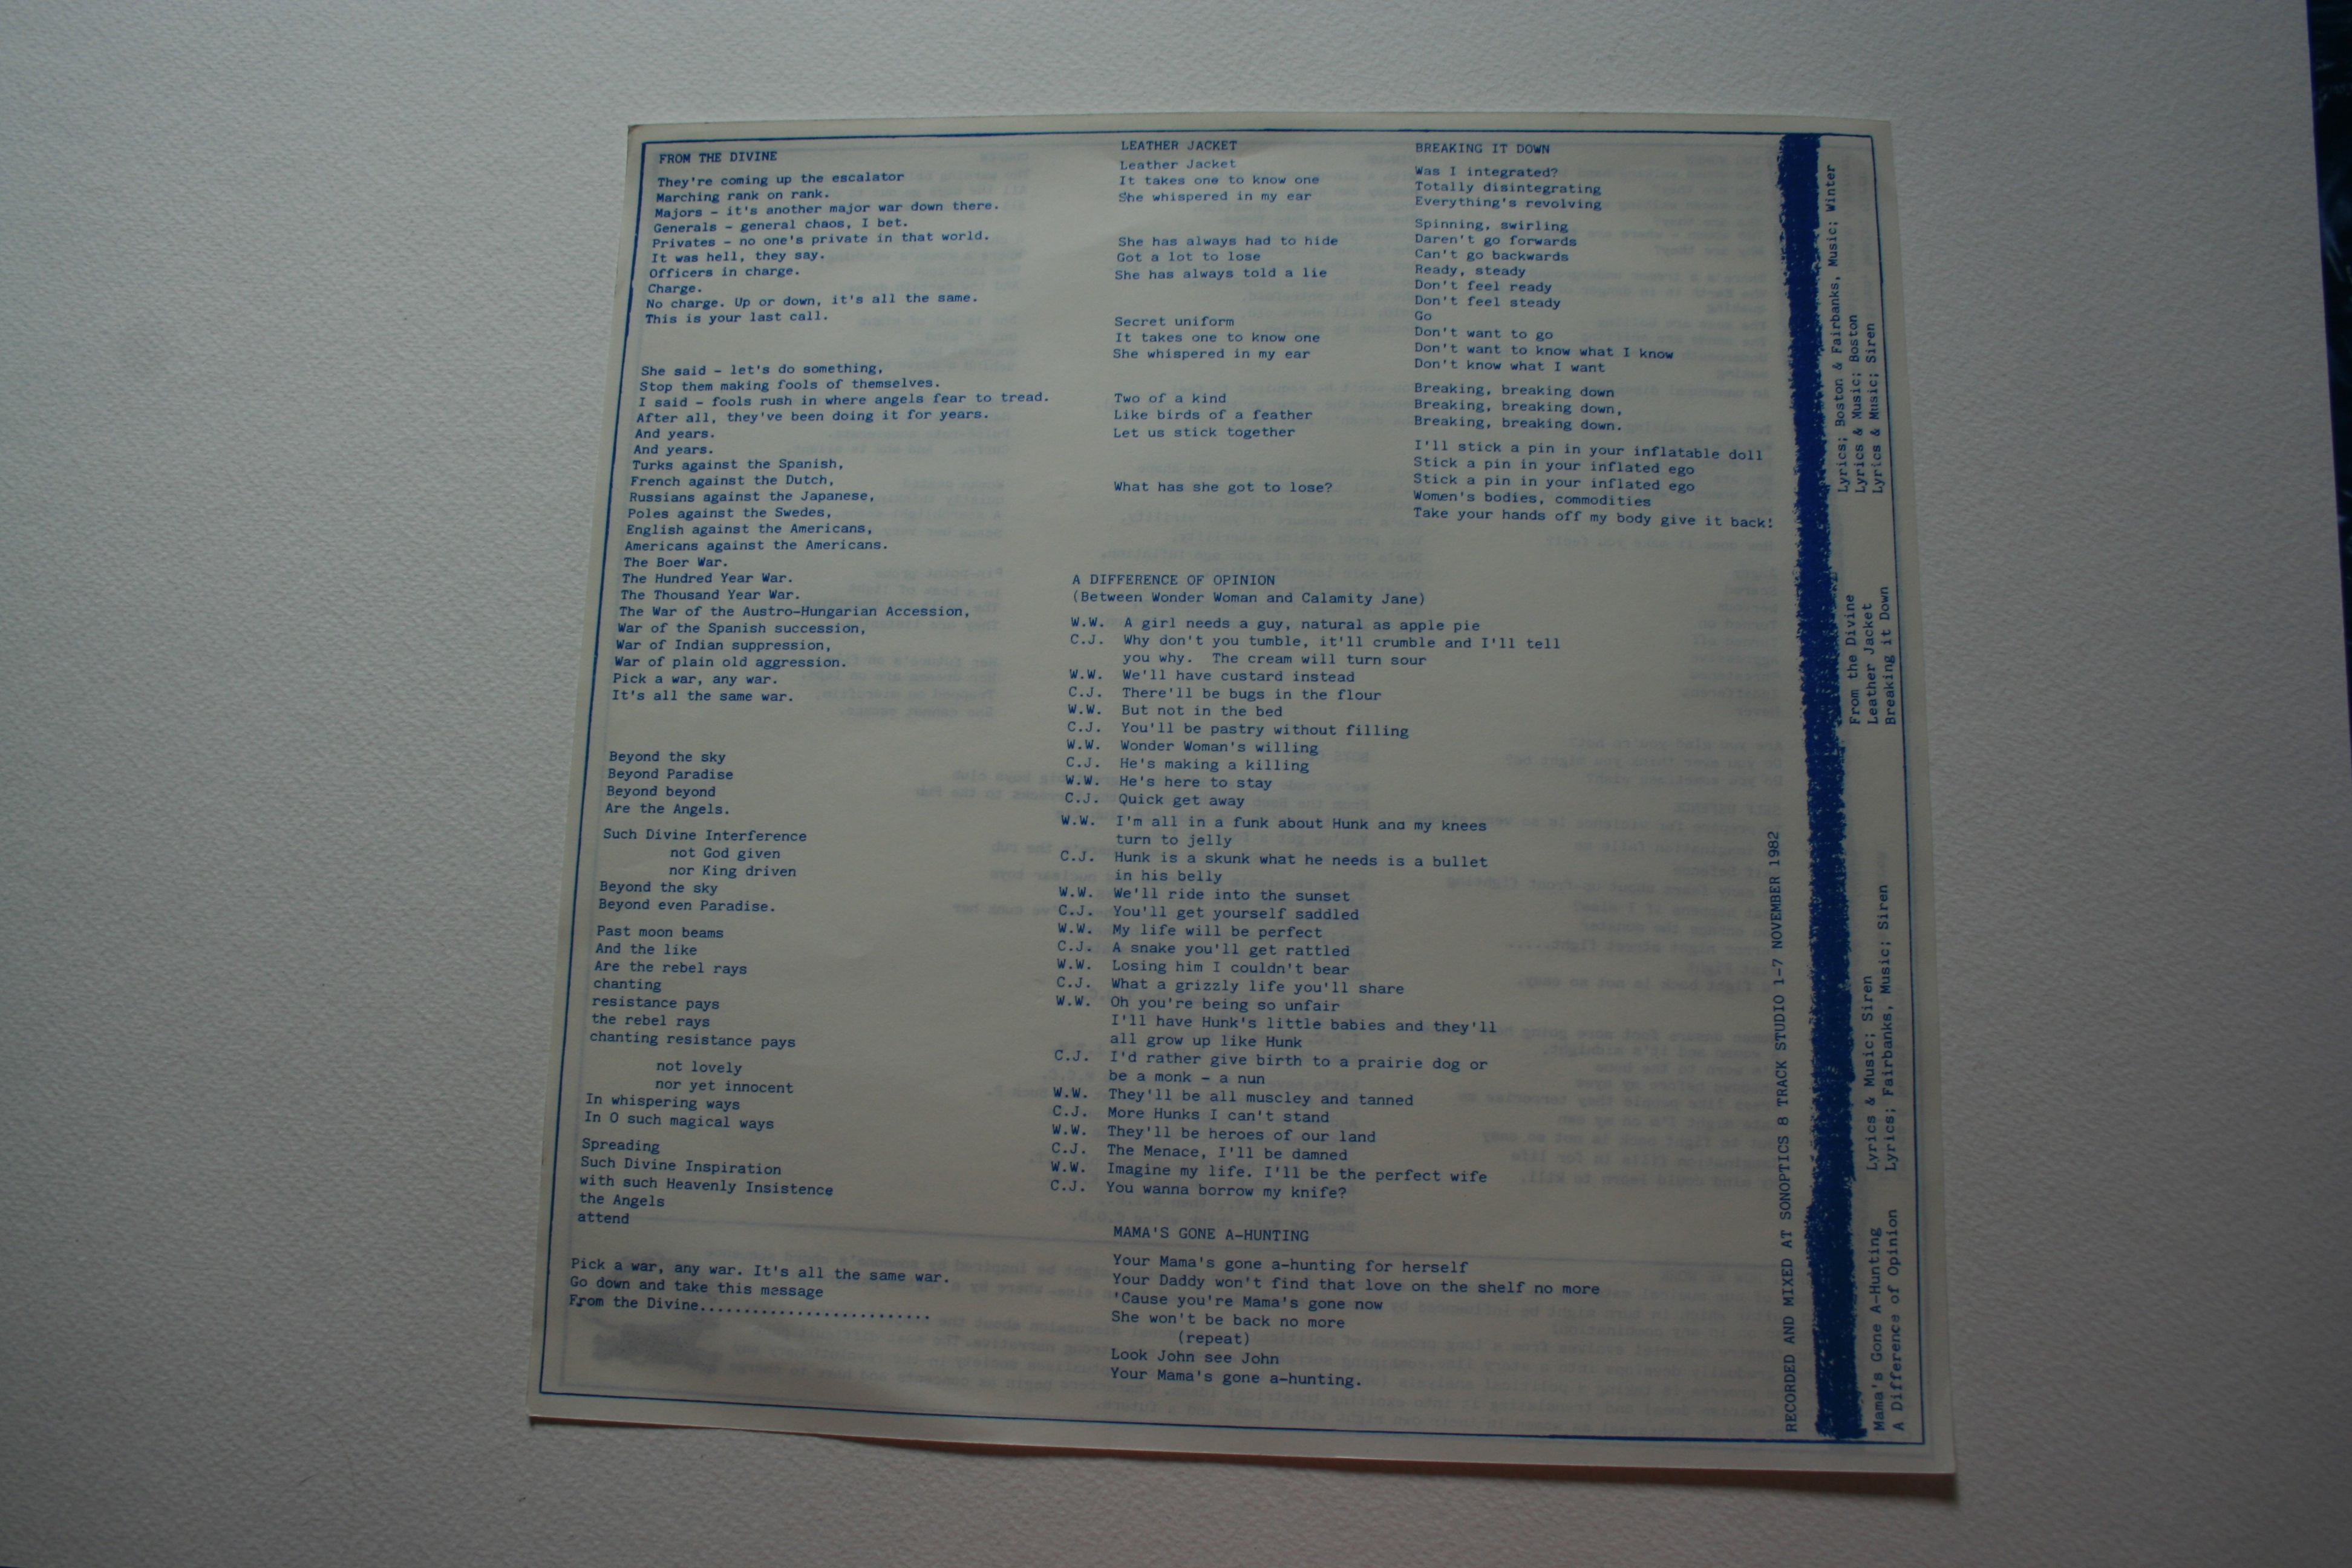 FROM THE DIVINE
They're coming up the escalator
Marching rank on rank.
Majors - it's another major war down there.
Generals - general chaos, I bet.
Privates - no one's private in that world.
It was hell, they say.
Officers in charge.
Charge.
No charge. Up or down, it's all the same.
This is your last call.
She said - let's do something,
Stop them making fools of themselves.
I said - fools rush in where angels fear to tread.
After all, they've been doing it for years.
And years.
And years.
Turks against the Spanish,
French against the Dutch,
Russians against the Japanese,
Poles against the Swedes,
English against the Americans,
Americans against the Americans.
The Boer War.
The Hundred Year War.
The Thousand Year War.
The War of the Austro-Hungarian Accession,
War of the Spanish succession,
War of Indian suppression,
War of plain old aggression.
Pick a war, any war.
It's all the same war.
Beyond the sky
Beyond Paradise
Beyond beyond
Are the Angels.
Such Divine Interference
not God given
nor King driven
Beyond the sky
Beyond even Paradise.
Past moon beams
And the like
Are the rebel rays
chanting
resistance pays
the rebel rays
chanting resistance pays
not lovely
nor yet innocent
In whispering ways
In O such magical ways
Spreading
Such Divine Inspiration
with such Heavenly Insistence
the Angels
attend
Pick a war, any war. It's all the same war.
Go down and take this message
From the Divine..........................
LEATHER JACKET
Leather Jacket
It takes one to know one
She whispered in my ear
She has always had to hide
Got a lot to lose
She has always told a lie
Secret uniform
It takes one to know one
She whispered in my ear
Two of a kind
Like birds of a feather
Let us stick together
What has she got to lose?
BREAKING IT DOWN
Was I integrated?
Totally disintegrating
Everything's revolving
Spinning, swirling
Daren't go forwards
Can't go backwards
Ready, steady
Don't feel ready
Don't feel steady
Go
Don't want to go
Don't want to know what I know
Don't know what I want
Breaking, breaking down
Breaking, breaking down,
Breaking, breaking down.
I'll stick a pin in your inflatable doll
Stick a pin in your inflated ego
Stick a pin in your inflated ego
Women's bodies, commodities
Take your hands off my body give it back!
A DIFFERENCE OF OPINION
(Between Wonder Woman and Calamity Jane)
W.W. A girl needs a guy, natural as apple pie
C.J. Why don't you tumble, it'll crumble and I'll tell
you why. The cream will turn sour
W.W. We'll have custard instead
C.J. There'll be bugs in the flour
W.W. But not in the bed
C.J. You'll be pastry without filling
W.W. Wonder Woman's willing
C.J. He's making a killing
W.W. He's here to stay
C.J. Quick get away
W.W. I'm all in a funk about Hunk and my knees
turn to jelly
C.J. Hunk is a skunk what he needs is a bullet
in his belly
W.W. We'll ride into the sunset
C.J. You'll get yourself saddled
W.W. My life will be perfect
C.J. A snake you'll get rattled
W.W. Losing him I couldn't bear
C.J. What a grizzly life you'll share
W.W. Oh you're being so unfair
I'll have Hunk's little babies and they'll
all grow up like Hunk
C.J. I'd rather give birth to a prairie dog or
be a monk - a nun
W.W. They'll be all muscley and tanned
C.J. More Hunks I can't stand
W.W. They'll be heroes of our land
C.J. The Menace, I'll be damned
W.W. Imagine my life. I'll be the perfect wife
C.J. You wanna borrow my knife?
MAMA'S GONE A-HUNTING
Your Mama's gone a-hunting for herself
Your Daddy won't find that love on the shelf no more
'Cause you're Mama's gone now
She won't be back no more
(repeat)
Look John see John
Your Mama's gone a-hunting.
RECORDED AND MIXED AT SONOPTICS 8 TRACK STUDIO 1-7 NOVEMBER 1982
From the Divine Lyrics; Boston & Fairbanks, Music; Winter
Leather Jacket Lyrics & Music; Boston
Breaking it Down Lyrics & Music; Siren
Mama's Gone A-Hunting Lyrics & Music; Siren
A Difference of Opinion Lyrics; Fairbanks, Music; Siren